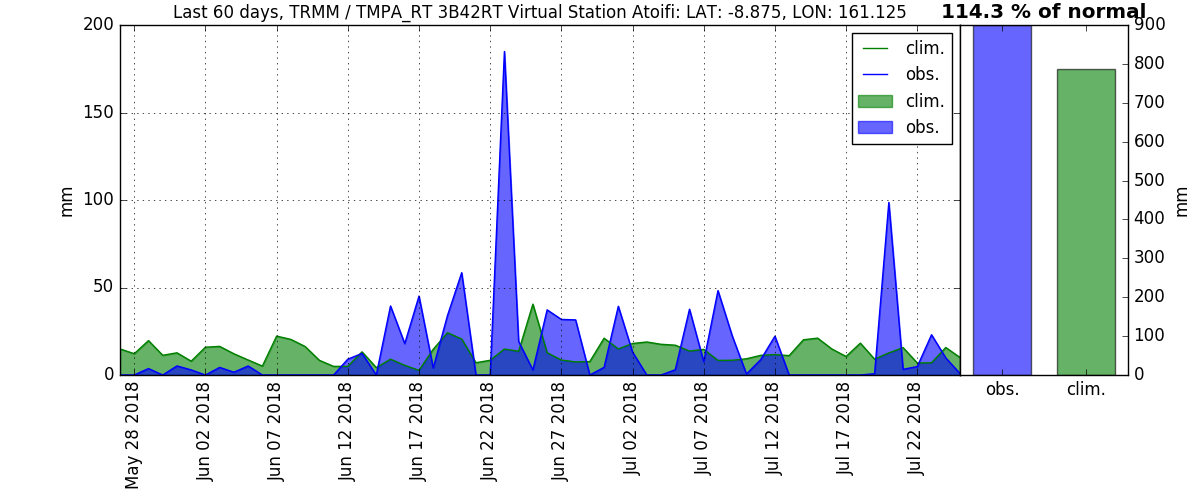 Last 60 days, TRMM / TMPA_RT 3B42RT Virtual Station Atoifi: LAT: -8.875, LON: 161.125
114.3 % of normal
200
150
100
50
0
mm
clim.
obs.
clim.
obs.
900
800
700
600
500
400
300
200
100
0
mm
May 28 2018
Jun 02 2018
Jun 07 2018
Jun 12 2018
Jun 17 2018
Jun 22 2018
Jun 27 2018
Jul 02 2018
Jul 07 2018
Jul 12 2018
Jul 17 2018
Jul 22 2018
obs.
clim.